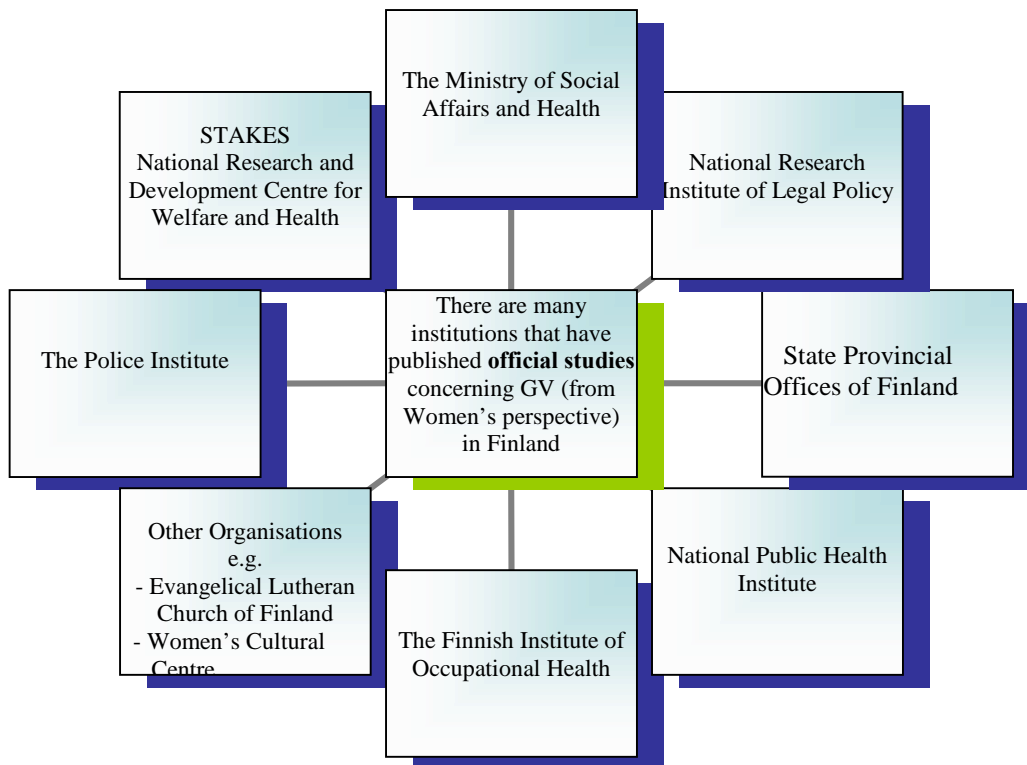 The Ministry of Social
Affairs and Health
STAKES
National Research and
Development Centre for
Welfare and Health
National Research
Institute of Legal Policy
The Police Institute
There are many
institutions that have
published official studies
concerning GV (from
Women’s perspective)
in Finland
State Provincial
Offices of Finland
Other Organisations
e.g.
- Evangelical Lutheran
Church of Finland
- Women’s Cultural
Centre
The Finnish Institute of
Occupational Health
National Public Health
Institute